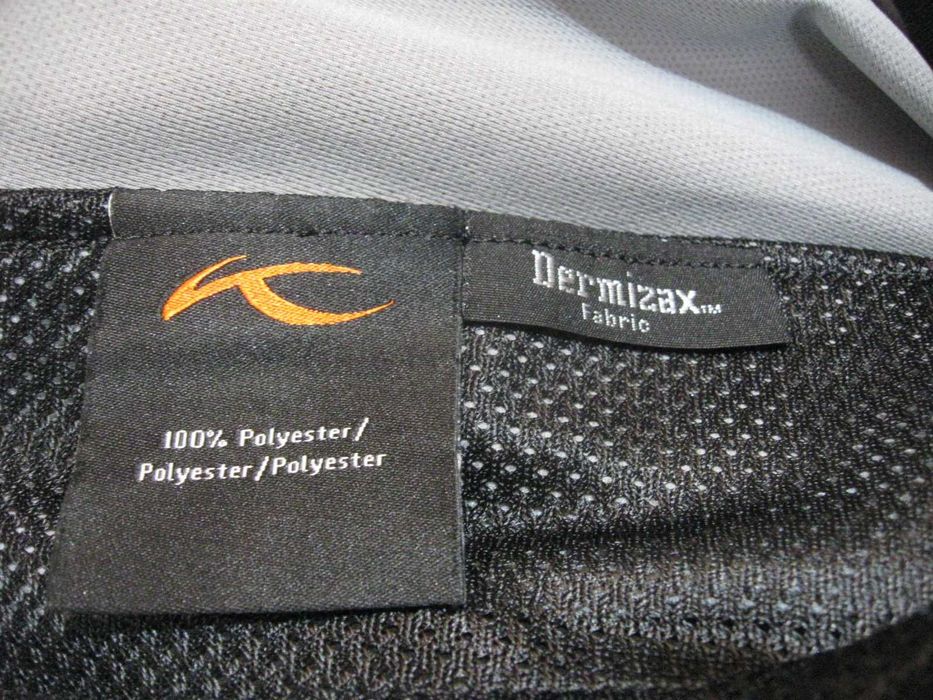 100% Polyester/
Polyester/Polyester
Dermizax™
Fabric